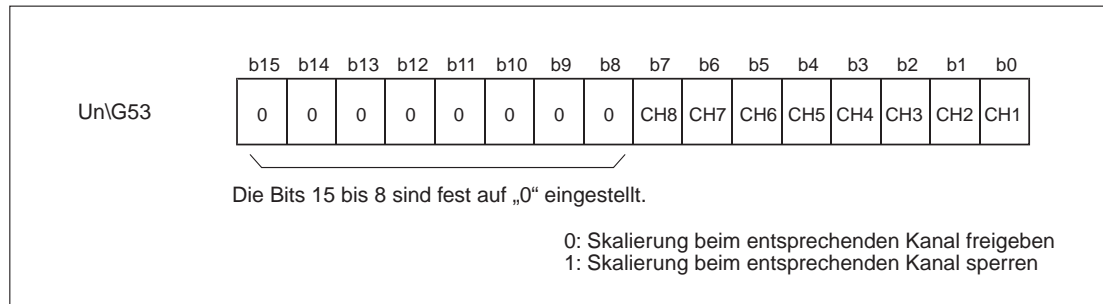 b15 b14 b13 b12 b11 b10 b9 b8 b7 b6 b5 b4 b3 b2 b1 b0
Un\G53 0 0 0 0 0 0 0 0 CH8 CH7 CH6 CH5 CH4 CH3 CH2 CH1
Die Bits 15 bis 8 sind fest auf „0“ eingestellt.
0: Skalierung beim entsprechenden Kanal freigeben
1: Skalierung beim entsprechenden Kanal sperren